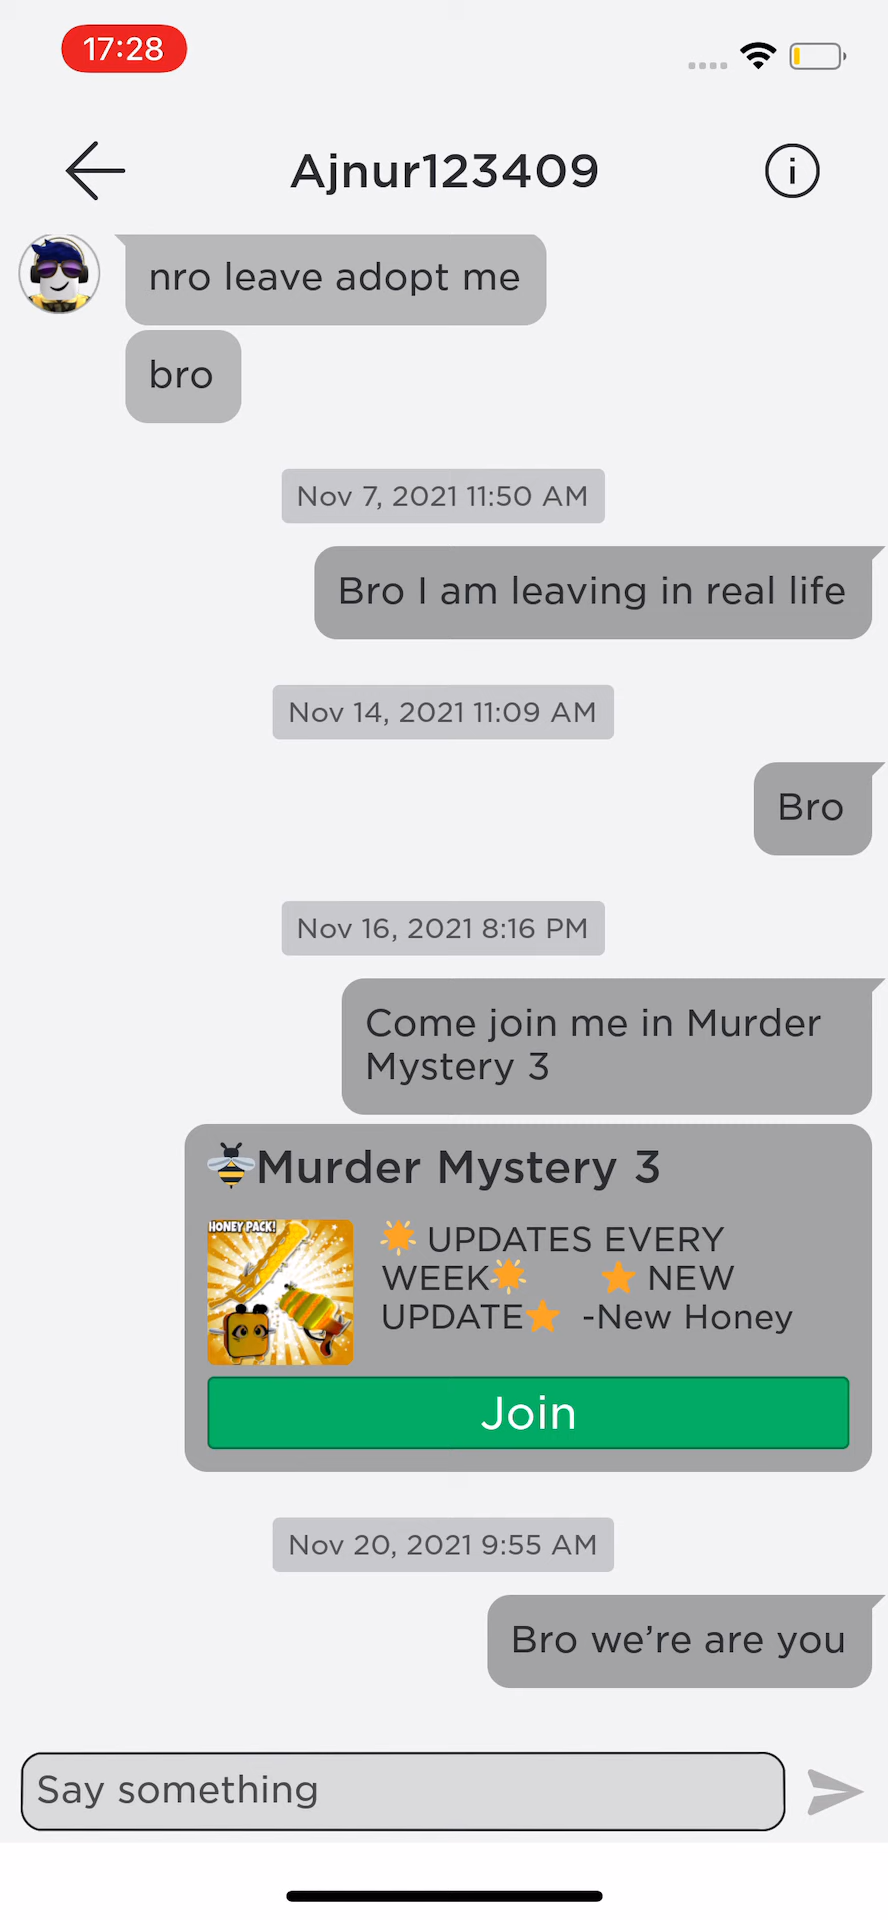 17:28
Ajnur123409
nro leave adopt me
bro
Nov 7, 2021 11:50 AM
Bro I am leaving in real life
Nov 14, 2021 11:09 AM
Bro
Nov 16, 2021 8:16 PM
Come join me in Murder
Mystery 3
🐝Murder Mystery 3
HONEY PACK!
🌟 UPDATES EVERY
WEEK🌟 ⭐ NEW
UPDATE⭐ -New Honey
Join
Nov 20, 2021 9:55 AM
Bro we’re are you
Say something